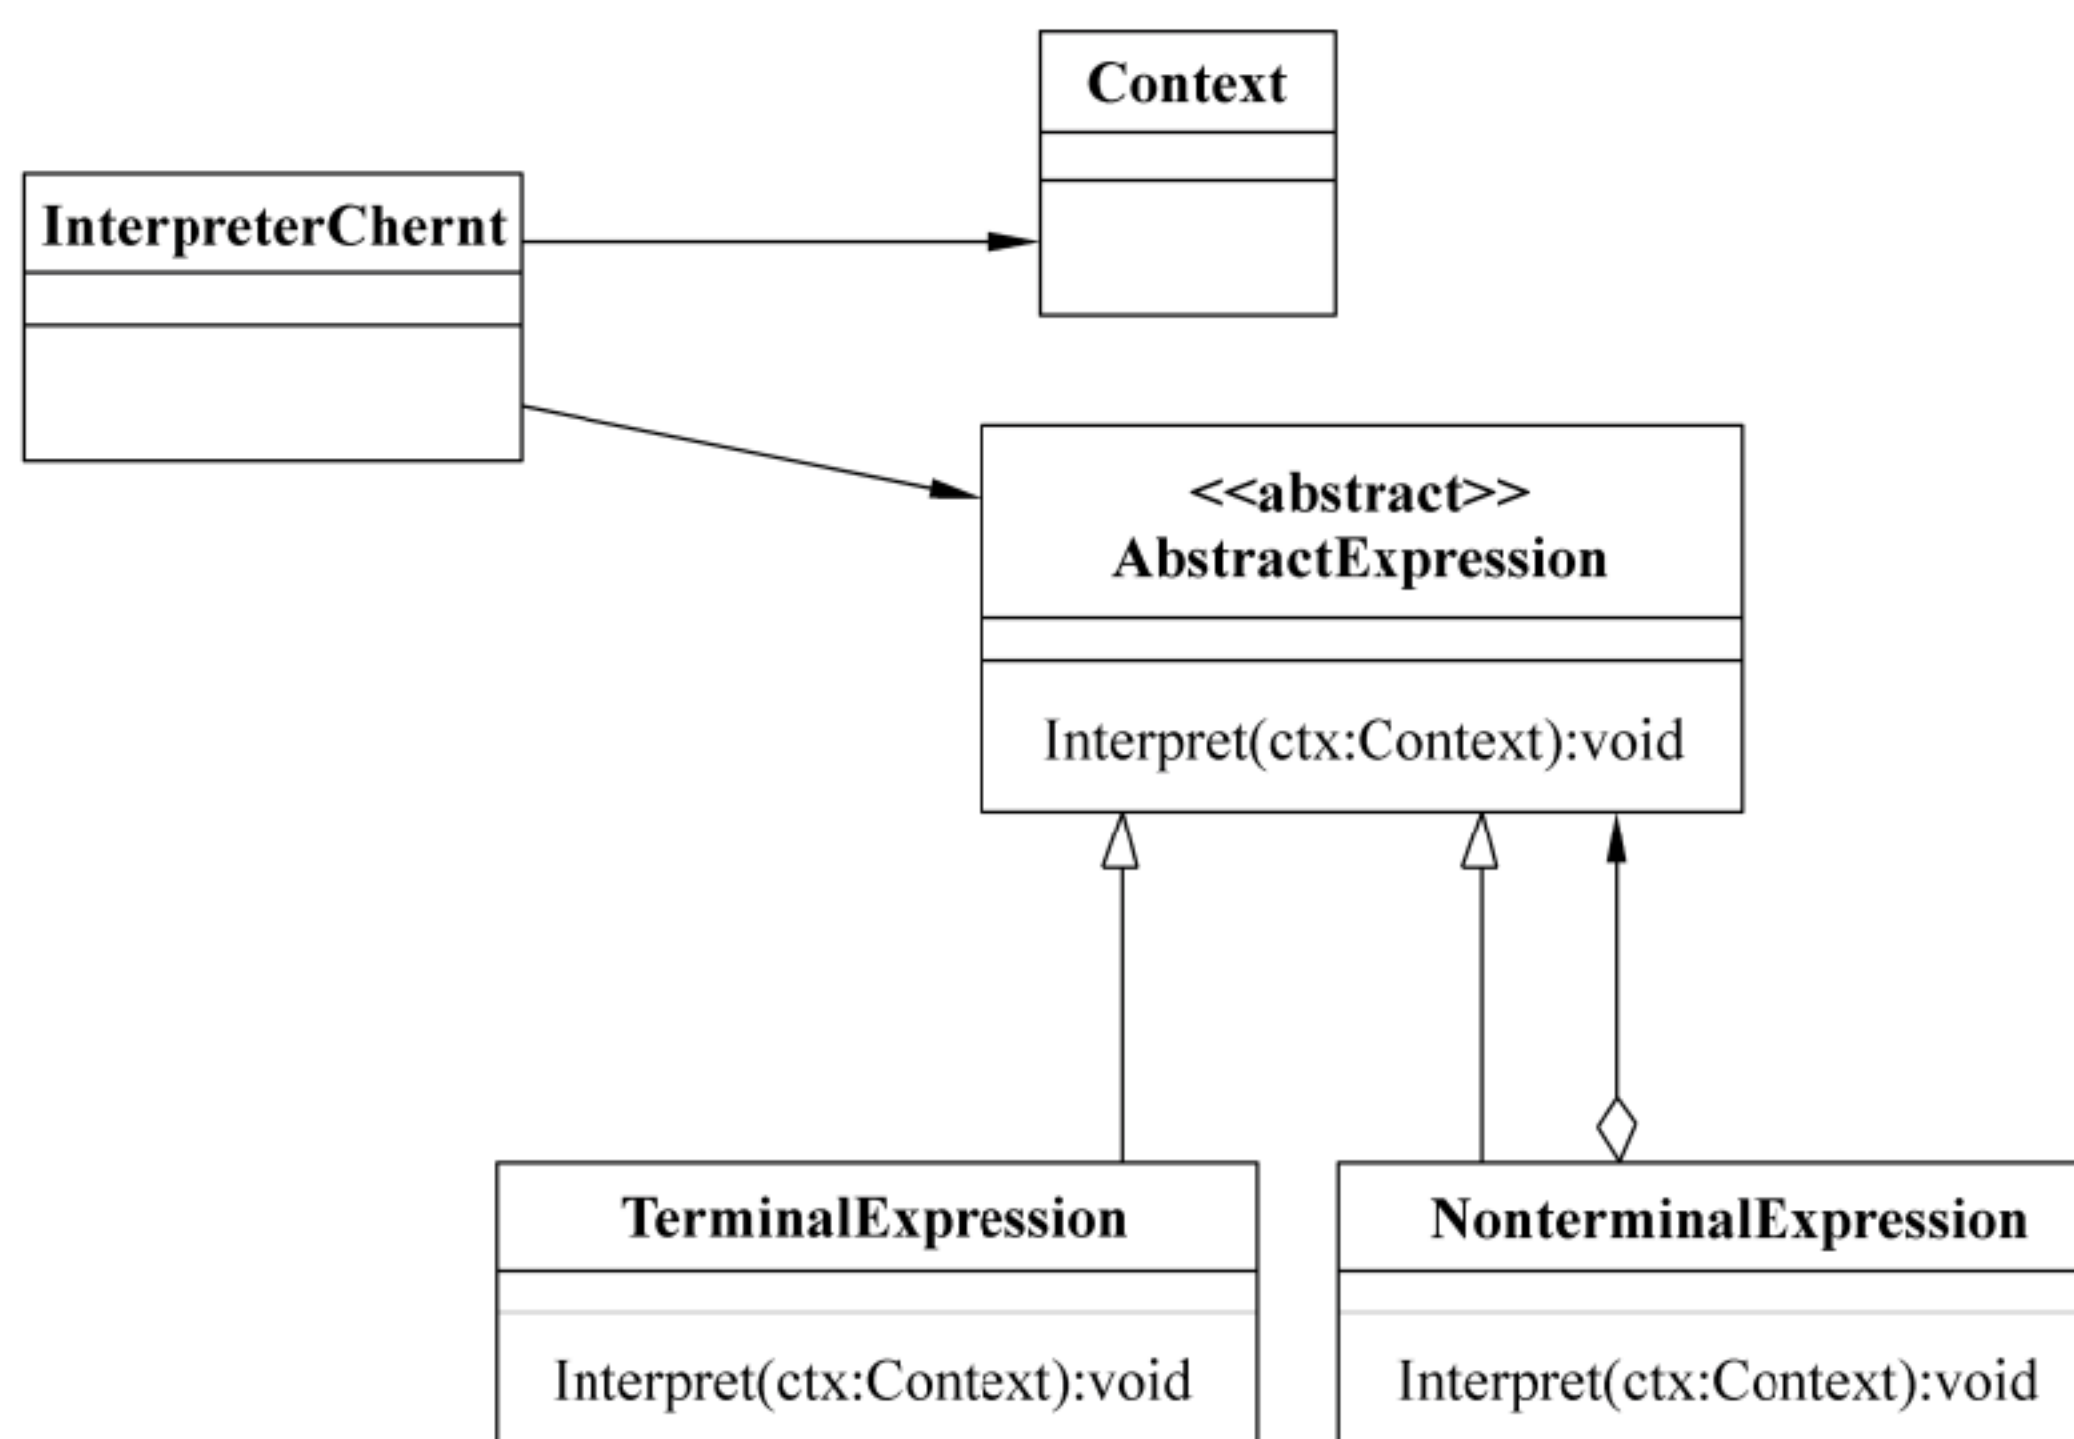 Context
InterpreterChernt
<<abstract>>
AbstractExpression
Interpret(ctx:Context):void
TerminalExpression
NonterminalExpression
Interpret(ctx:Context):void
Interpret(ctx:Context):void